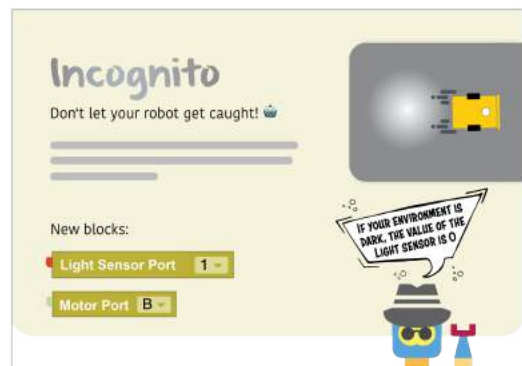 Incognito
Don't let your robot get caught!
New blocks:
Light Sensor Port 1
Motor Port B
IF YOUR ENVIRONMENT IS
DARK, THE VALUE OF THE
LIGHT SENSOR IS 0